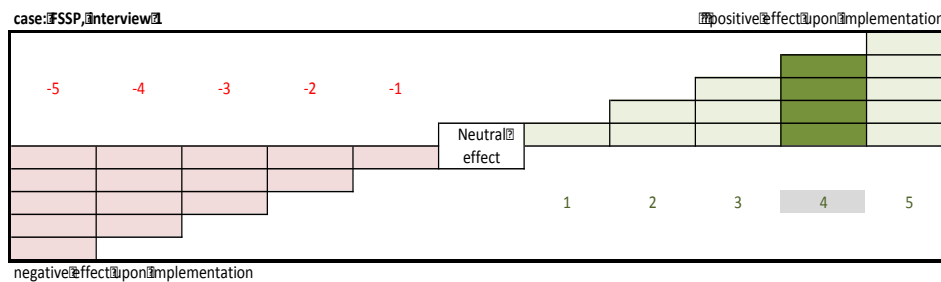 case: FSSP, interview 1
positive effect upon implementation
-5 -4 -3 -2 -1
Neutral effect
1 2 3 4 5
negative effect upon implementation